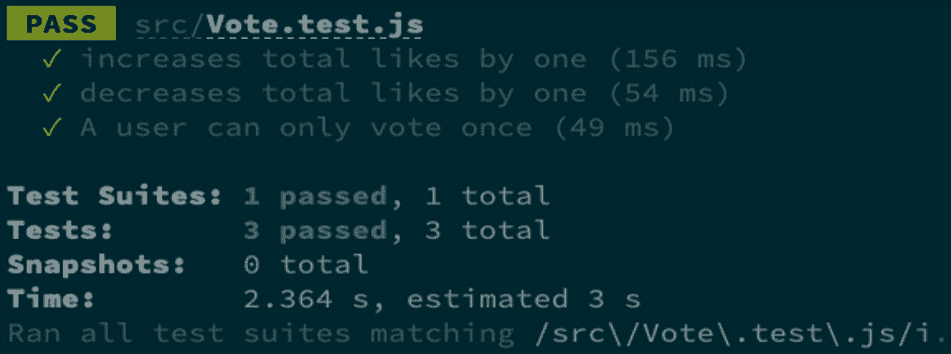 PASS src/Vote.test.js
✓ increases total likes by one (156 ms)
✓ decreases total likes by one (54 ms)
✓ A user can only vote once (49 ms)
Test Suites: 1 passed, 1 total
Tests: 3 passed, 3 total
Snapshots: 0 total
Time: 2.364 s, estimated 3 s
Ran all test suites matching /src\/Vote\.test\.js/i.